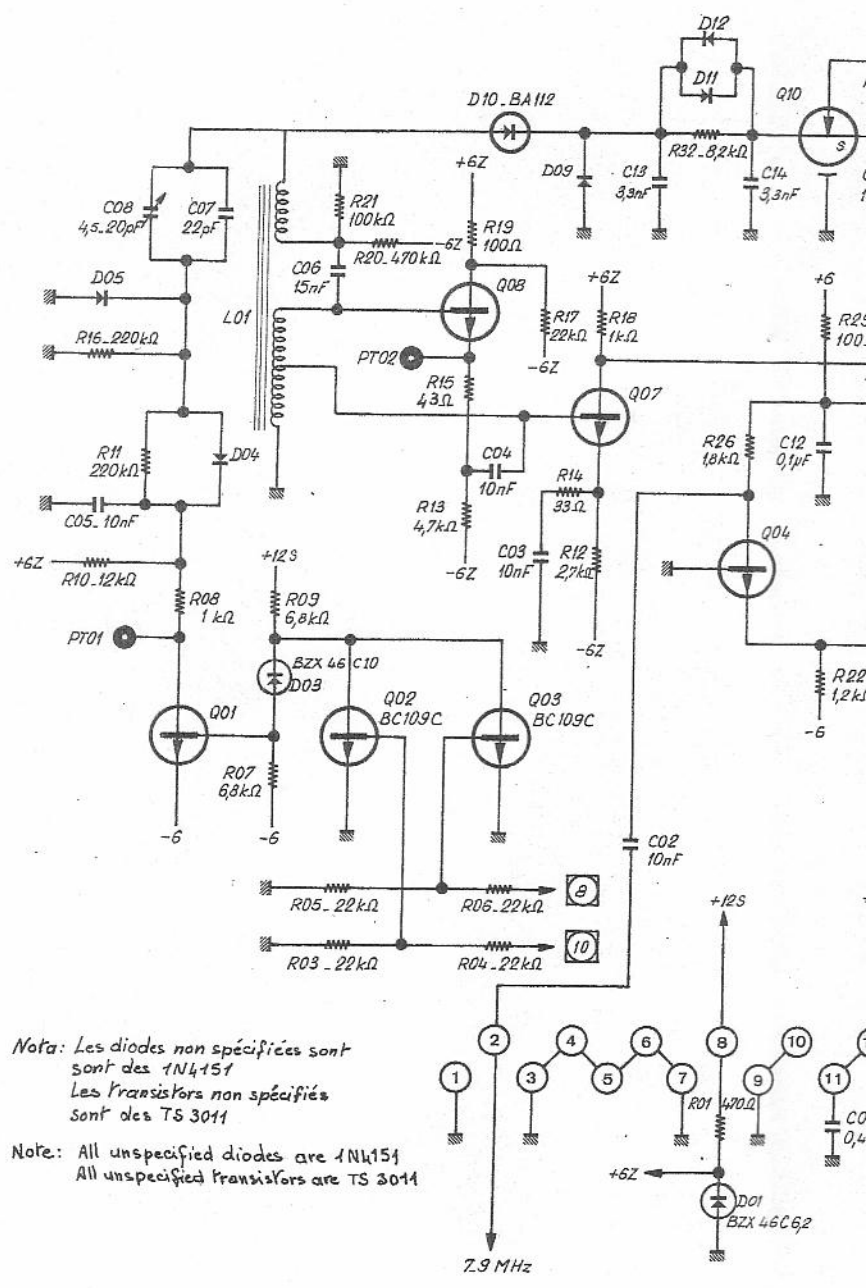 D12
D11
Q10
D10_BA112
S
R32_8,2kΩ
+6Z
D09
C13
3,3nF
C14
3,3nF
C08
4,5_20pF
C07
22pF
R21
100kΩ
R19
100Ω
R20_470kΩ
-6Z
C06
15nF
Q08
+6Z
+6
D05
L01
R17
22kΩ
R18
1kΩ
R16_220kΩ
PT02
-6Z
R15
43Ω
Q07
R11
220kΩ
D04
C04
10nF
R26
1,8kΩ
C12
0,1µF
R14
33Ω
C05_10nF
R13
4,7kΩ
Q04
+6Z
R10_12kΩ
+12S
C03
10nF
R12
2,7kΩ
-6Z
R08
1kΩ
R09
6,8kΩ
PT01
-6Z
BZX 46 C10
D03
R22
1,2kΩ
Q01
Q02
BC109C
Q03
BC109C
-6
R07
6,8kΩ
-6
-6
C02
10nF
8
R05_22kΩ
R06_22kΩ
+12S
10
R03_22kΩ
R04_22kΩ
1
2
3
4
5
6
7
8
9
10
11
Nota: Les diodes non spécifiées sont
sont des 1N4151
Les transistors non spécifiés
sont des TS 3011
Note: All unspecified diodes are 1N4151
All unspecified transistors are TS 3011
R01
470Ω
+6Z
D01
BZX 46C6,2
7.9 MHz